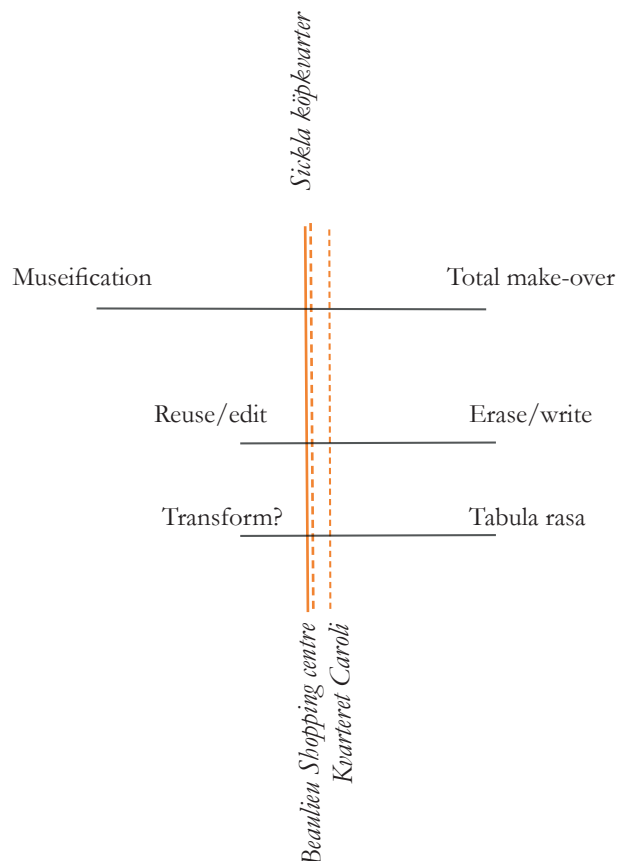 Sickla köpkvarter
Museification
Total make-over
Reuse/edit
Erase/write
Transform?
Tabula rasa
Beaulieu Shopping centre
Kvarteret Caroli